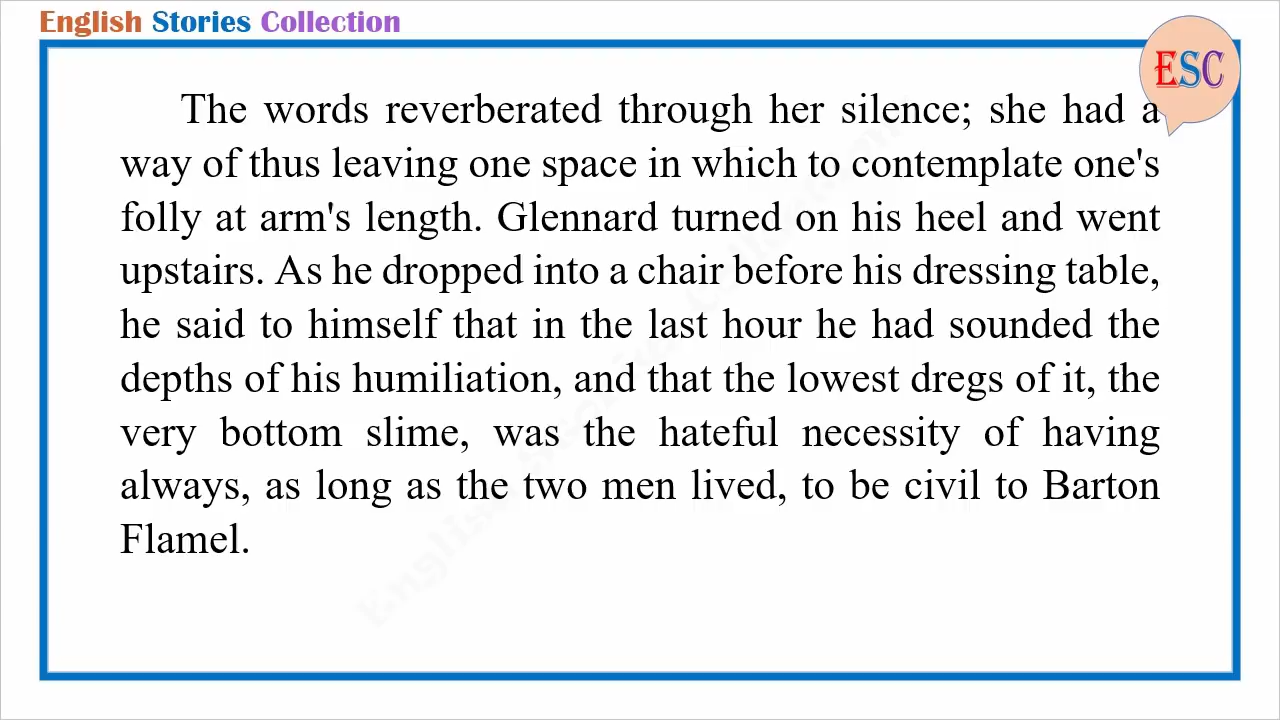 English Stories Collection
ESC
The words reverberated through her silence; she had a
way of thus leaving one space in which to contemplate one's
folly at arm's length. Glennard turned on his heel and went
upstairs. As he dropped into a chair before his dressing table,
he said to himself that in the last hour he had sounded the
depths of his humiliation, and that the lowest dregs of it, the
very bottom slime, was the hateful necessity of having
always, as long as the two men lived, to be civil to Barton
Flamel.